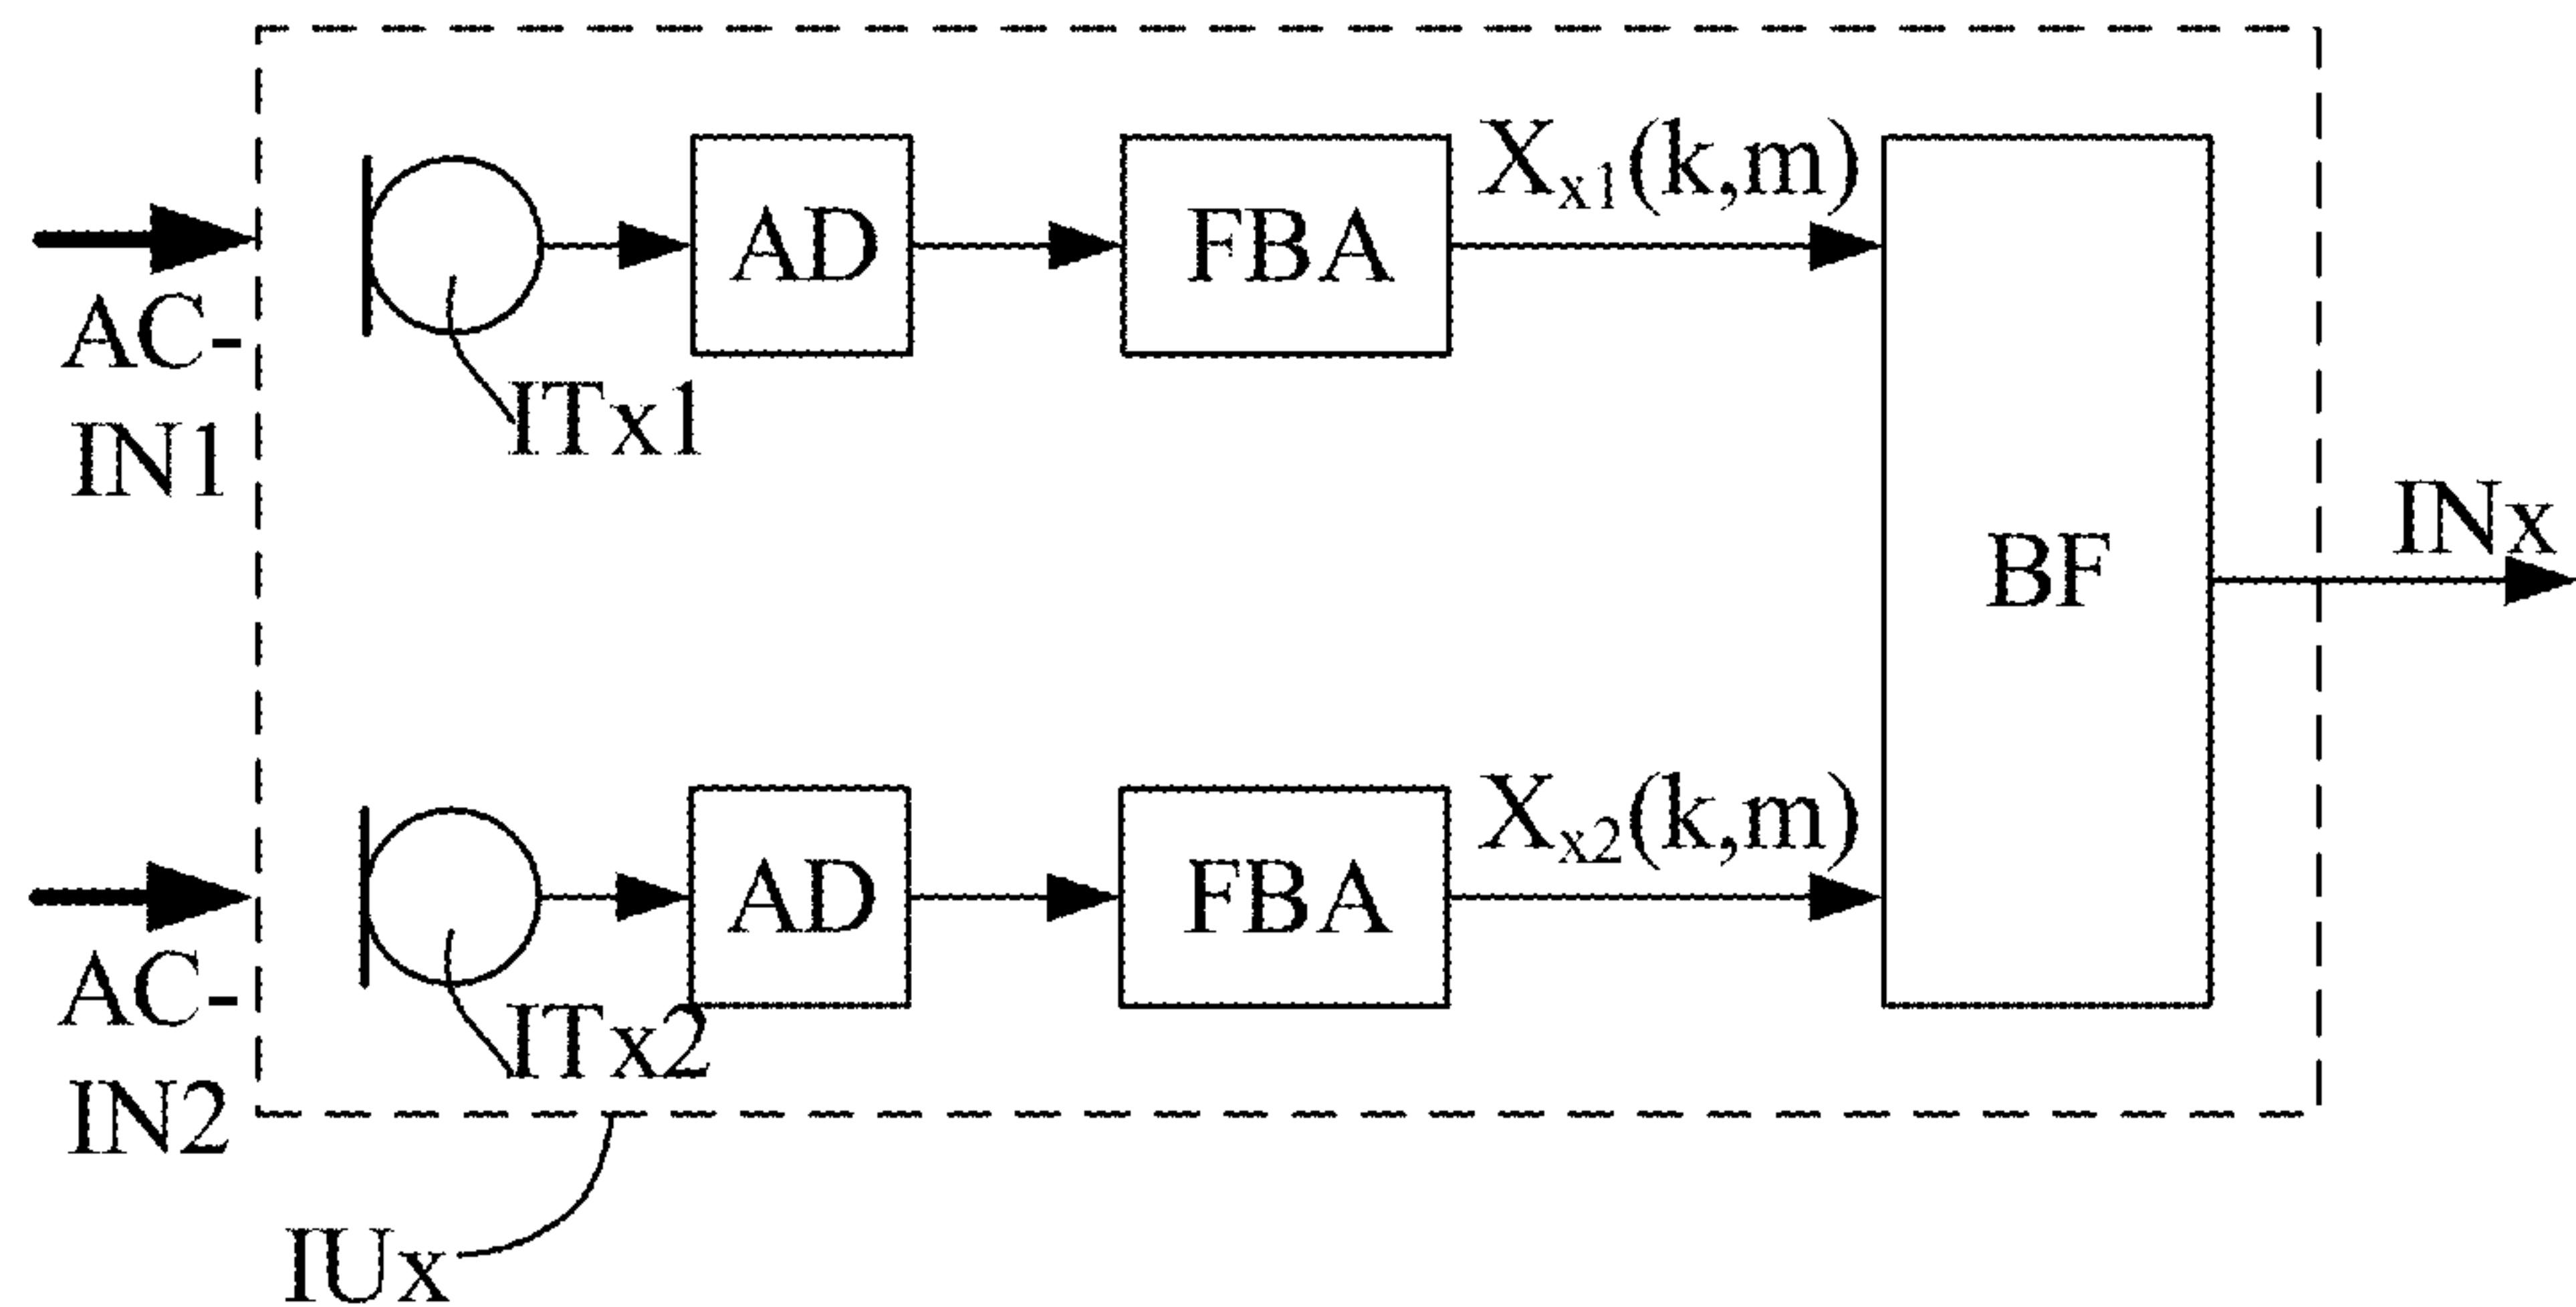 AC-
IN1
ITx1
AD
FBA
Xx1(k,m)
BF
INx
AC-
IN2
ITx2
AD
FBA
Xx2(k,m)
IUx